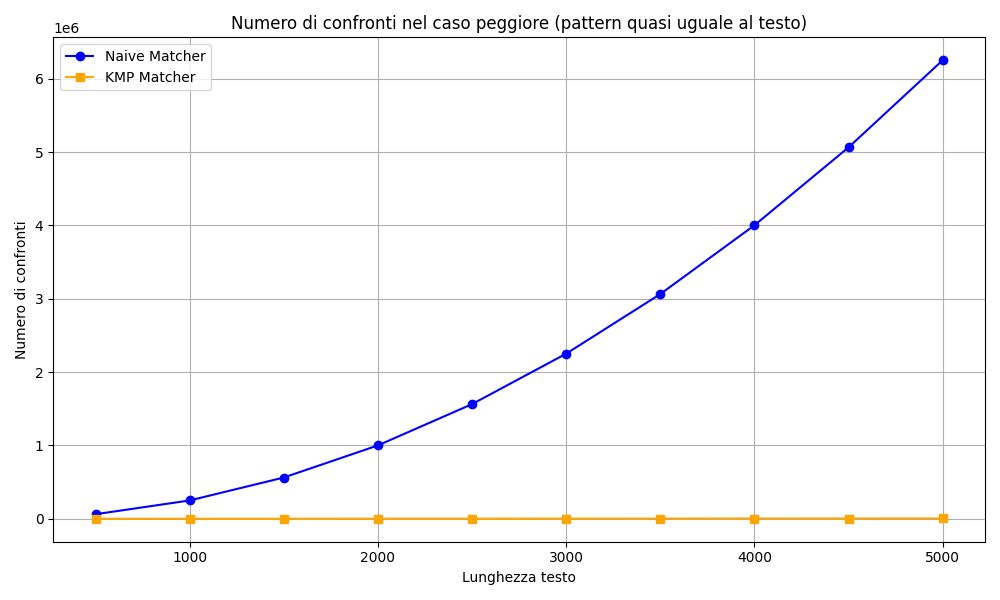 Numero di confronti nel caso peggiore (pattern quasi uguale al testo)
1e6
Naive Matcher
KMP Matcher
6
5
4
3
2
1
0
Numero di confronti
1000
2000
3000
4000
5000
Lunghezza testo